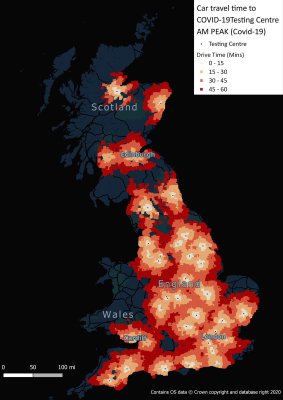 Car travel time to
COVID-19Testing Centre
AM PEAK (Covid-19)
Testing Centre
Drive Time (Mins)
0 - 15
15 - 30
30 - 45
45 - 60
Scotland
Edinburgh
England
Wales
Cardiff
London
0 50 100 mi
Contains OS data © Crown copyright and database right 2020